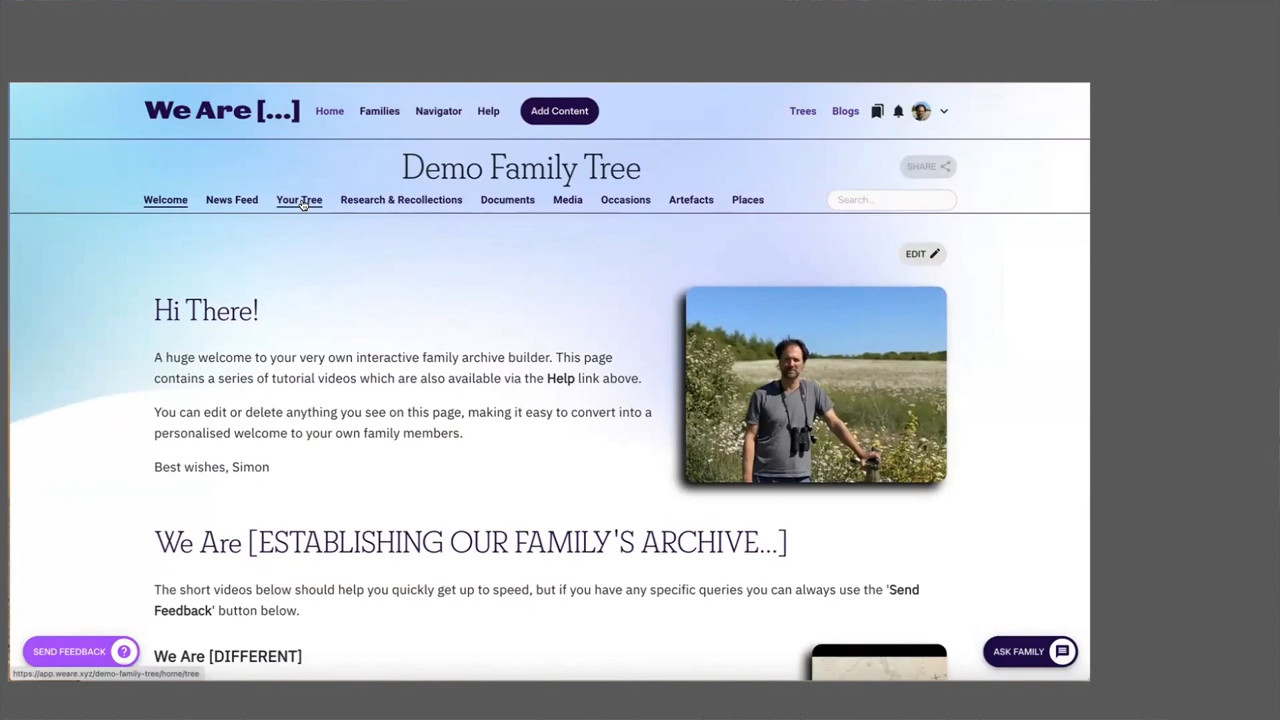 We Are [...] Home Families Navigator Help Add Content Trees Blogs
Demo Family Tree
SHARE
Welcome News Feed Your Tree Research & Recollections Documents Media Occasions Artefacts Places Search...
EDIT
Hi There!
A huge welcome to your very own interactive family archive builder. This page
contains a series of tutorial videos which are also available via the Help link above.
You can edit or delete anything you see on this page, making it easy to convert into a
personalised welcome to your own family members.
Best wishes, Simon
We Are [ESTABLISHING OUR FAMILY'S ARCHIVE...]
The short videos below should help you quickly get up to speed, but if you have any specific queries you can always use the 'Send
Feedback' button below.
SEND FEEDBACK ?
We Are [DIFFERENT]
ASK FAMILY
https://app.weare.xyz/demo-family-tree/home/tree